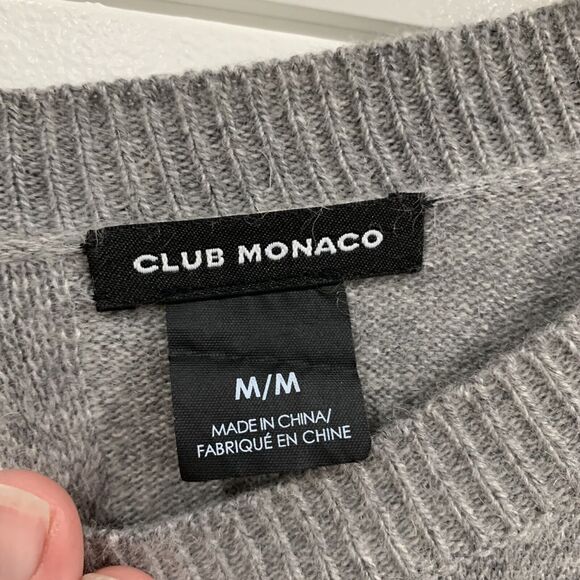 CLUB MONACO
M/M
MADE IN CHINA/
FABRIQUÉ EN CHINE